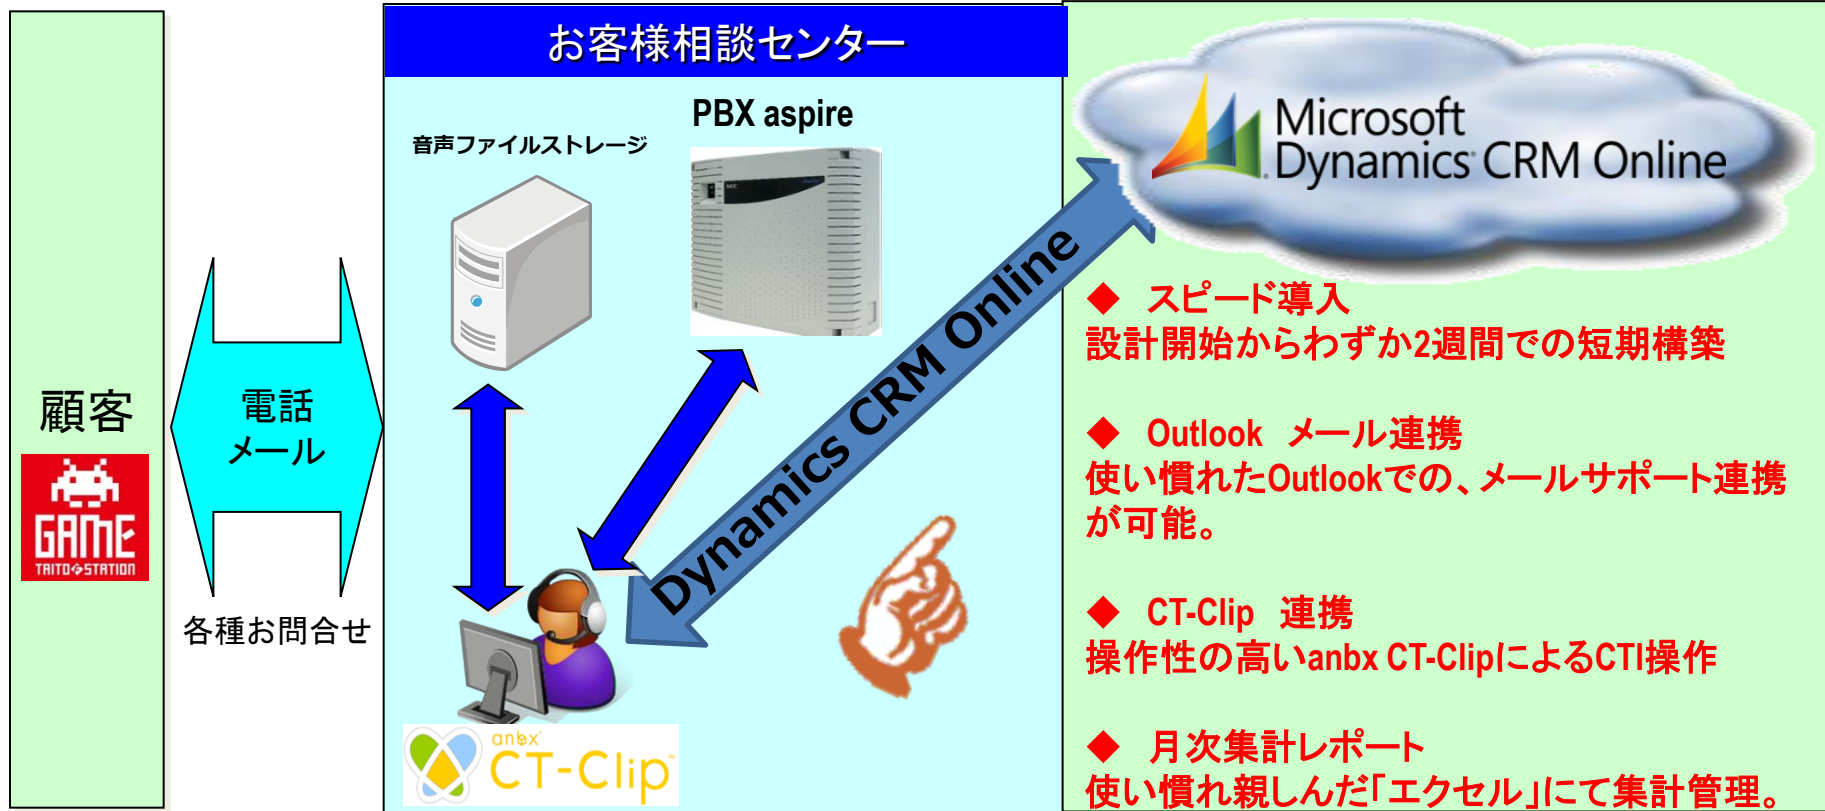 お客様相談センター
顧客
GAME
TAITO STATION
電話
メール
各種お問合せ
音声ファイルストレージ
PBX aspire
NEC
Dynamics CRM Online
anbx
CT-Clip™
Microsoft
Dynamics CRM Online
◆ スピード導入
設計開始からわずか2週間での短期構築
◆ Outlook メール連携
使い慣れたOutlookでの、メールサポート連携
が可能。
◆ CT-Clip 連携
操作性の高いanbx CT-ClipによるCTI操作
◆ 月次集計レポート
使い慣れ親しんだ「エクセル」にて集計管理。